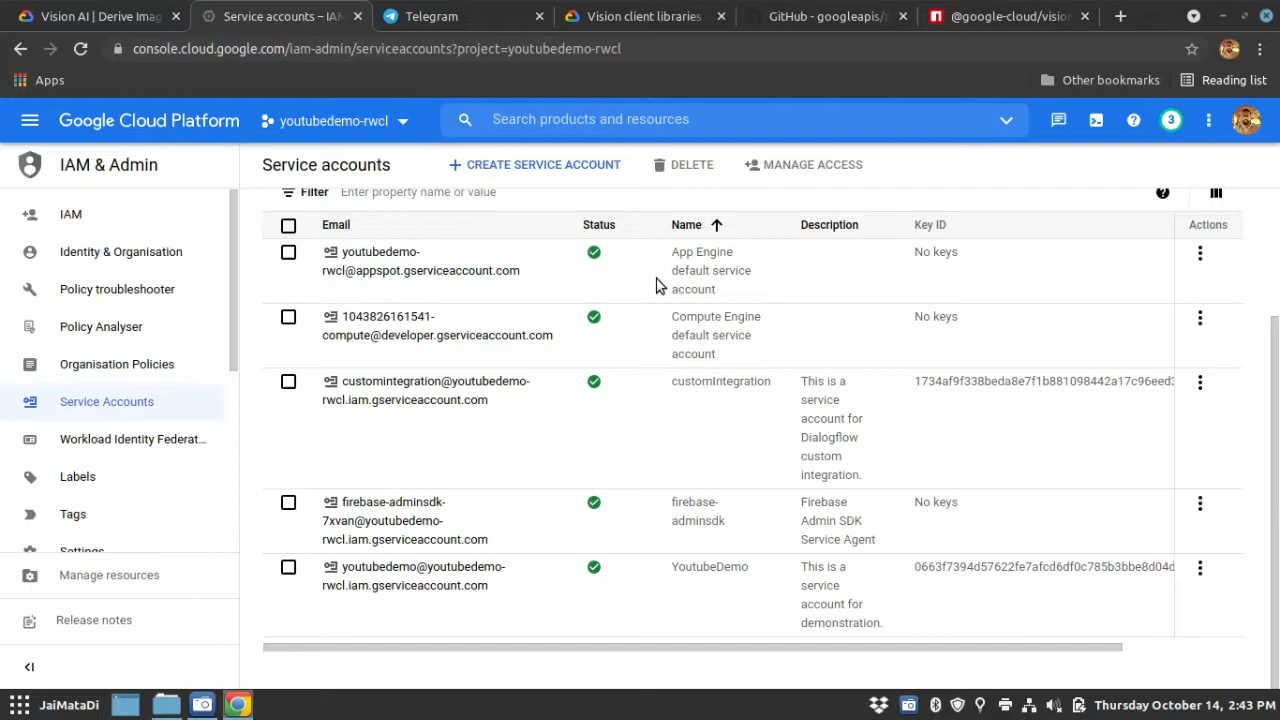 Vision AI | Derive Imag
Service accounts – IAM
Telegram
Vision client libraries
GitHub - googleapis/n
@google-cloud/vision
console.cloud.google.com/iam-admin/serviceaccounts?project=youtubedemo-rwcl
Apps
Other bookmarks
Reading list
Google Cloud Platform
youtubedemo-rwcl
Search products and resources
3
IAM & Admin
Service accounts
CREATE SERVICE ACCOUNT
DELETE
MANAGE ACCESS
IAM
Identity & Organisation
Policy troubleshooter
Policy Analyser
Organisation Policies
Service Accounts
Workload Identity Federat...
Labels
Tags
Settings
Manage resources
Release notes
Filter Enter property name or value
Email Status Name Description Key ID Actions
youtubedemo-
rwcl@appspot.gserviceaccount.com
App Engine
default service
account
No keys
1043826161541-
compute@developer.gserviceaccount.com
Compute Engine
default service
account
No keys
customintegration@youtubedemo-
rwcl.iam.gserviceaccount.com
customIntegration
This is a
service
account for
Dialogflow
custom
integration.
1734af9f338beda8e7f1b881098442a17c96eed3
firebase-adminsdk-
7xvan@youtubedemo-
rwcl.iam.gserviceaccount.com
firebase-
adminsdk
Firebase
Admin SDK
Service Agent
No keys
youtubedemo@youtubedemo-
rwcl.iam.gserviceaccount.com
YoutubeDemo
This is a
service
account for
demonstration.
0663f7394d57622fe7afcd6df0c785b3bbe8d04d
JaiMataDi
Thursday October 14, 2:43 PM